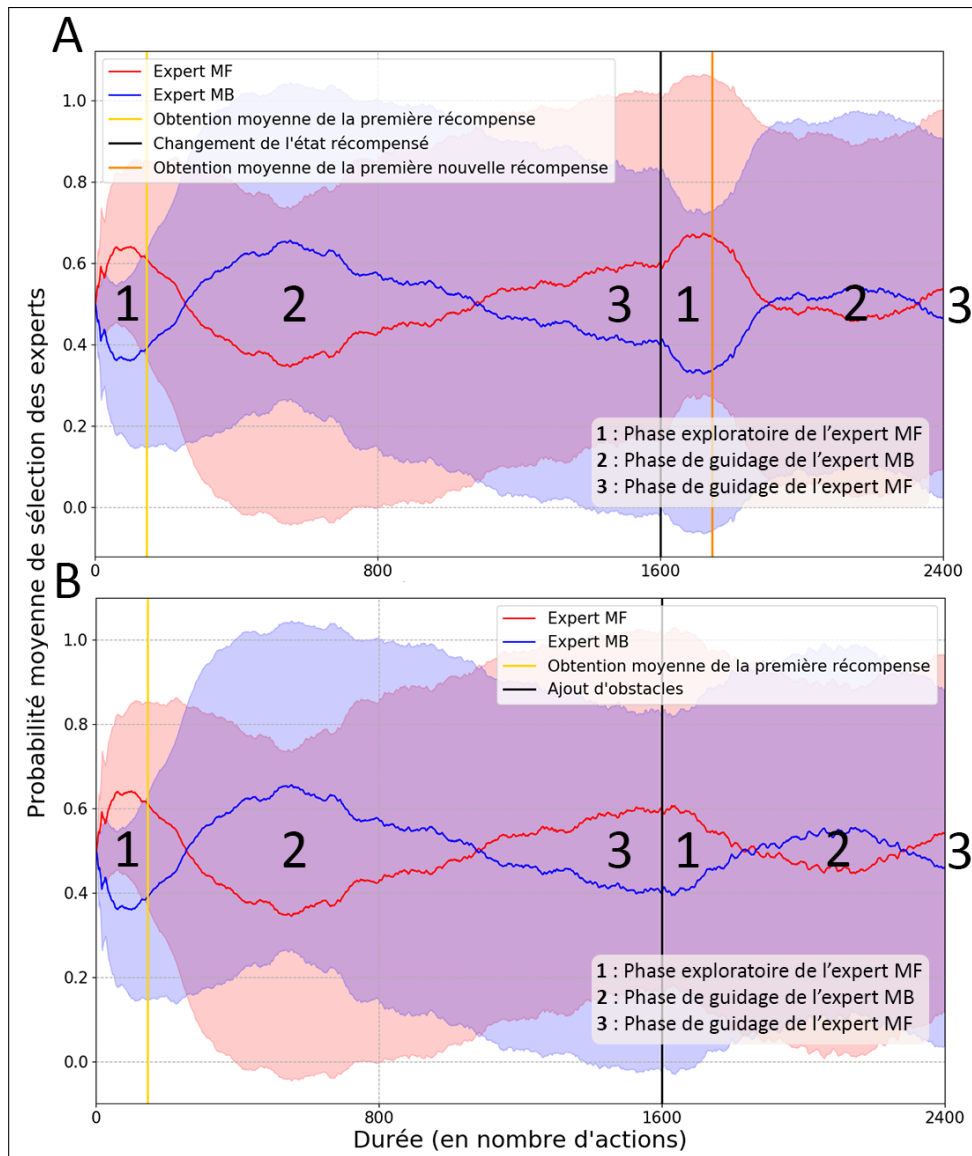 A
Expert MF
Expert MB
Obtention moyenne de la première récompense
Changement de l'état récompensé
Obtention moyenne de la première nouvelle récompense
1.0
0.8
0.6
0.4
0.2
0.0
1
2
3
1
2
3
1 : Phase exploratoire de l'expert MF
2 : Phase de guidage de l'expert MB
3 : Phase de guidage de l'expert MF
0
800
1600
2400
Probabilité moyenne de sélection des experts
B
Expert MF
Expert MB
Obtention moyenne de la première récompense
Ajout d'obstacles
1.0
0.8
0.6
0.4
0.2
0.0
1
2
3
1
2
3
1 : Phase exploratoire de l'expert MF
2 : Phase de guidage de l'expert MB
3 : Phase de guidage de l'expert MF
0
800
1600
2400
Durée (en nombre d'actions)